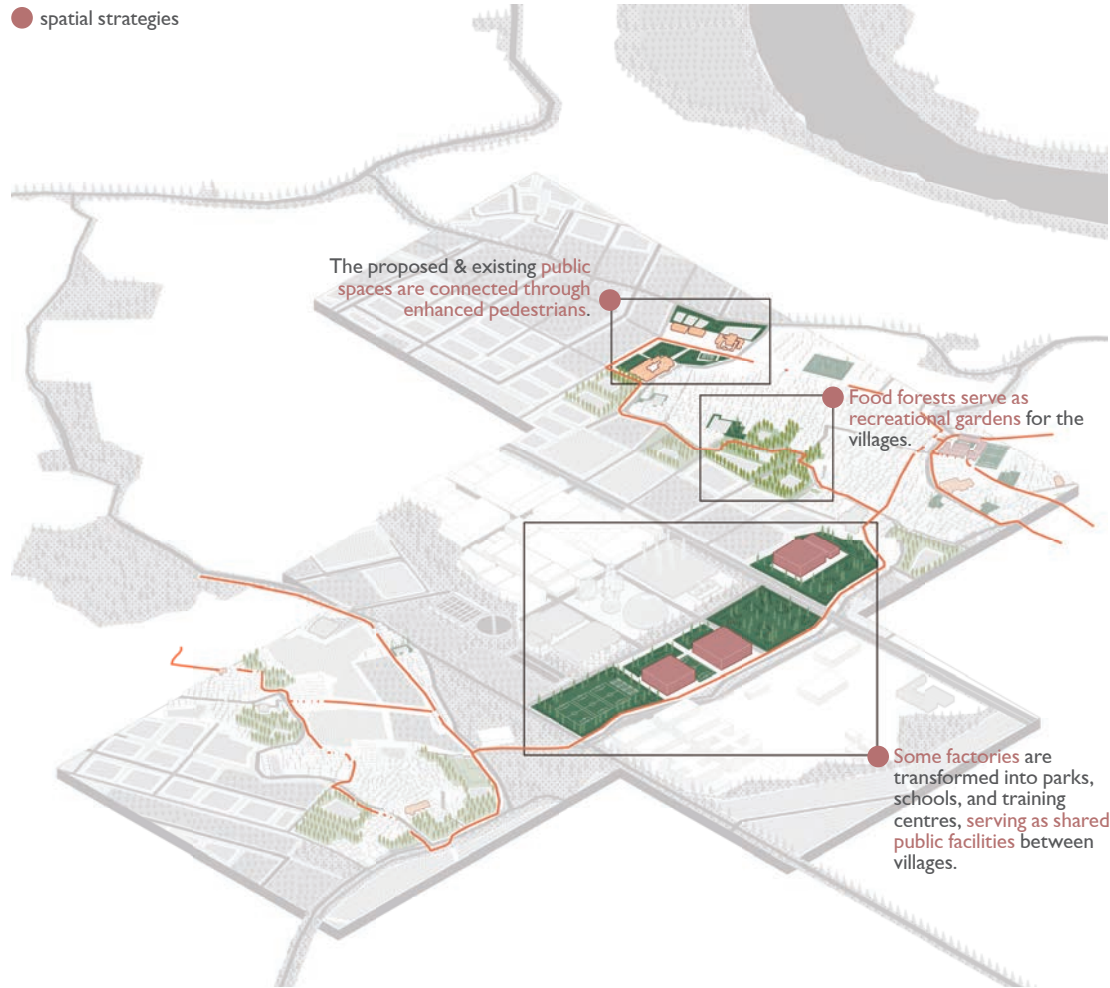 spatial strategies
The proposed & existing public
spaces are connected through
enhanced pedestrians.
Food forests serve as
recreational gardens for the
villages.
Some factories are
transformed into parks,
schools, and training
centres, serving as shared
public facilities between
villages.